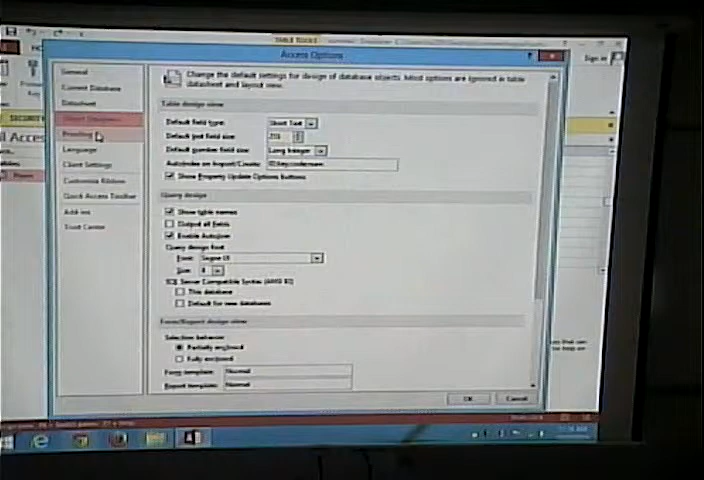 TABLE TOOLS
Access Options
Sign in
General
Current Database
Datasheet
Object Designers
Proofing
Language
Client Settings
Customize Ribbon
Quick Access Toolbar
Add-ins
Trust Center
Change the default settings for design of database objects. Most options are ignored in table
datasheet and layout view.
Table design view
Default field type: Short Text
Default text field size: 255
Default number field size: Long Integer
AutoIndex on Import/Create: ID;key;code;num
Show Property Update Options buttons
Query design
Show table names
Output all fields
Enable AutoJoin
Query design font
Font: Segoe UI
Size: 8
SQL Server Compatible Syntax (ANSI 92)
This database
Default for new databases
Form/Report design view
Selection behavior
Partially enclosed
Fully enclosed
Form template: Normal
Report template: Normal
OK Cancel